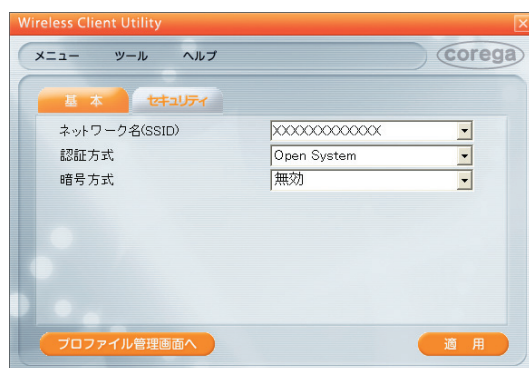 Wireless Client Utility
メニュー ツール ヘルプ
corega
基 本 セキュリティ
ネットワーク名(SSID) XXXXXXXXXXXX
認証方式 Open System
暗号方式 無効
プロファイル管理画面へ 適 用